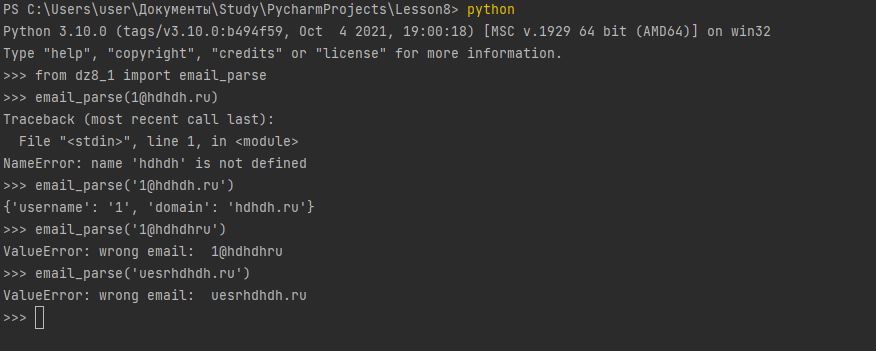 PS C:\Users\user\Документы\Study\PycharmProjects\Lesson8> python
Python 3.10.0 (tags/v3.10.0:b494f59, Oct  4 2021, 19:00:18) [MSC v.1929 64 bit (AMD64)] on win32
Type "help", "copyright", "credits" or "license" for more information.
>>> from dz8_1 import email_parse
>>> email_parse(1@hdhdh.ru)
Traceback (most recent call last):
  File "<stdin>", line 1, in <module>
NameError: name 'hdhdh' is not defined
>>> email_parse('1@hdhdh.ru')
{'username': '1', 'domain': 'hdhdh.ru'}
>>> email_parse('1@hdhdhru')
ValueError: wrong email:  1@hdhdhru
>>> email_parse('uesrhdhdh.ru')
ValueError: wrong email:  uesrhdhdh.ru
>>>